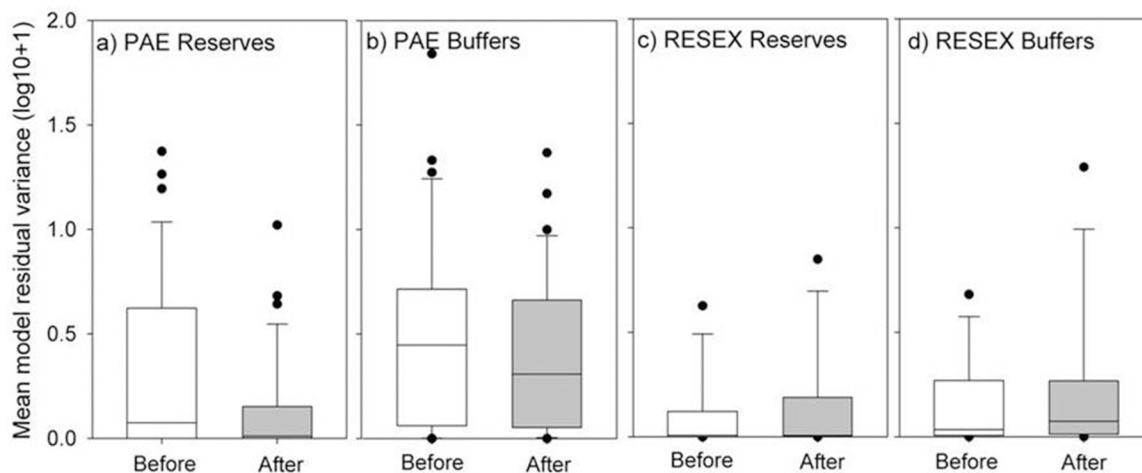 Mean model residual variance (log10+1)
2.0
1.5
1.0
0.5
0.0
a) PAE Reserves
b) PAE Buffers
c) RESEX Reserves
d) RESEX Buffers
Before After
Before After
Before After
Before After